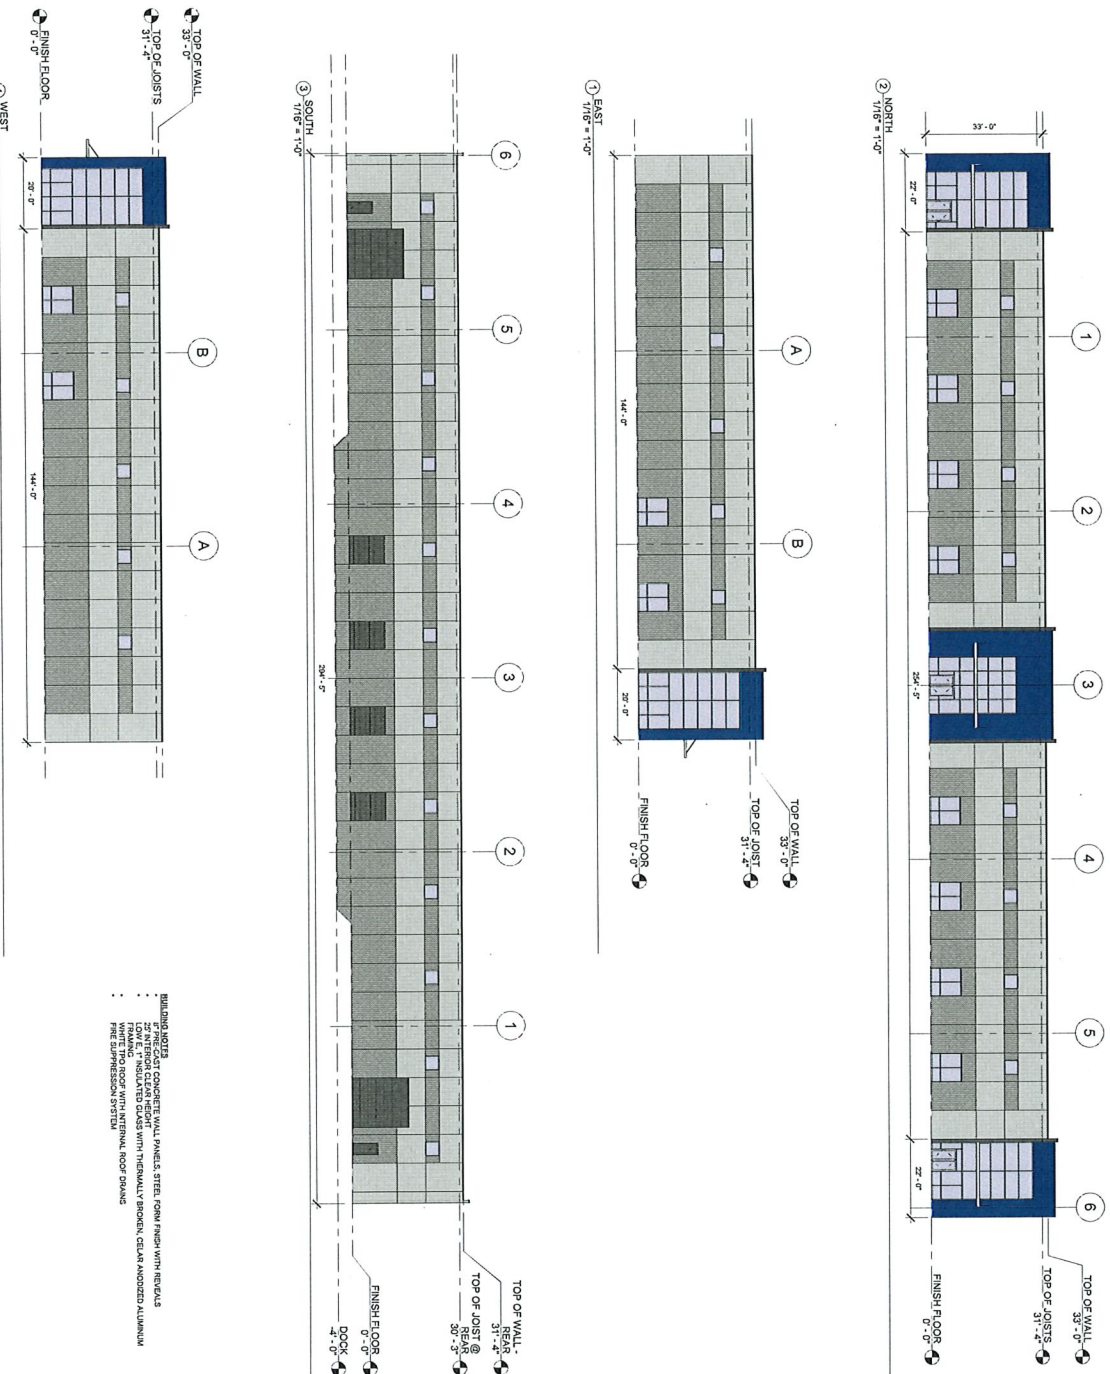 2 NORTH
1/16" = 1'-0"
33' - 0"
22' - 0"
254' - 5"
22' - 0"
1
2
3
4
5
6
TOP OF WALL
33' - 0"
TOP OF JOISTS
31' - 4"
FINISH FLOOR
0' - 0"
1 EAST
1/16" = 1'-0"
144' - 0"
20' - 0"
A
B
TOP OF WALL
33' - 0"
TOP OF JOIST
31' - 4"
FINISH FLOOR
0' - 0"
3 SOUTH
1/16" = 1'-0"
6
5
4
3
2
1
294' - 5"
TOP OF WALL -
REAR
31' - 4"
TOP OF JOIST @
REAR
30' - 3"
FINISH FLOOR
0' - 0"
DOCK
-4' - 0"
WEST
TOP OF WALL
33' - 0"
TOP OF JOISTS
31' - 4"
FINISH FLOOR
0' - 0"
20' - 0"
144' - 0"
B
A
BUILDING NOTES
• 8" PRE-CAST CONCRETE WALL PANELS, STEEL FORM FINISH WITH REVEALS
• 25' INTERIOR CLEAR HEIGHT
• LOW E, 1" INSULATED GLASS WITH THERMALLY BROKEN, CELAR ANODIZED ALUMINUM
FRAMING
• WHITE TPO ROOF WITH INTERNAL ROOF DRAINS
• FIRE SUPPRESSION SYSTEM